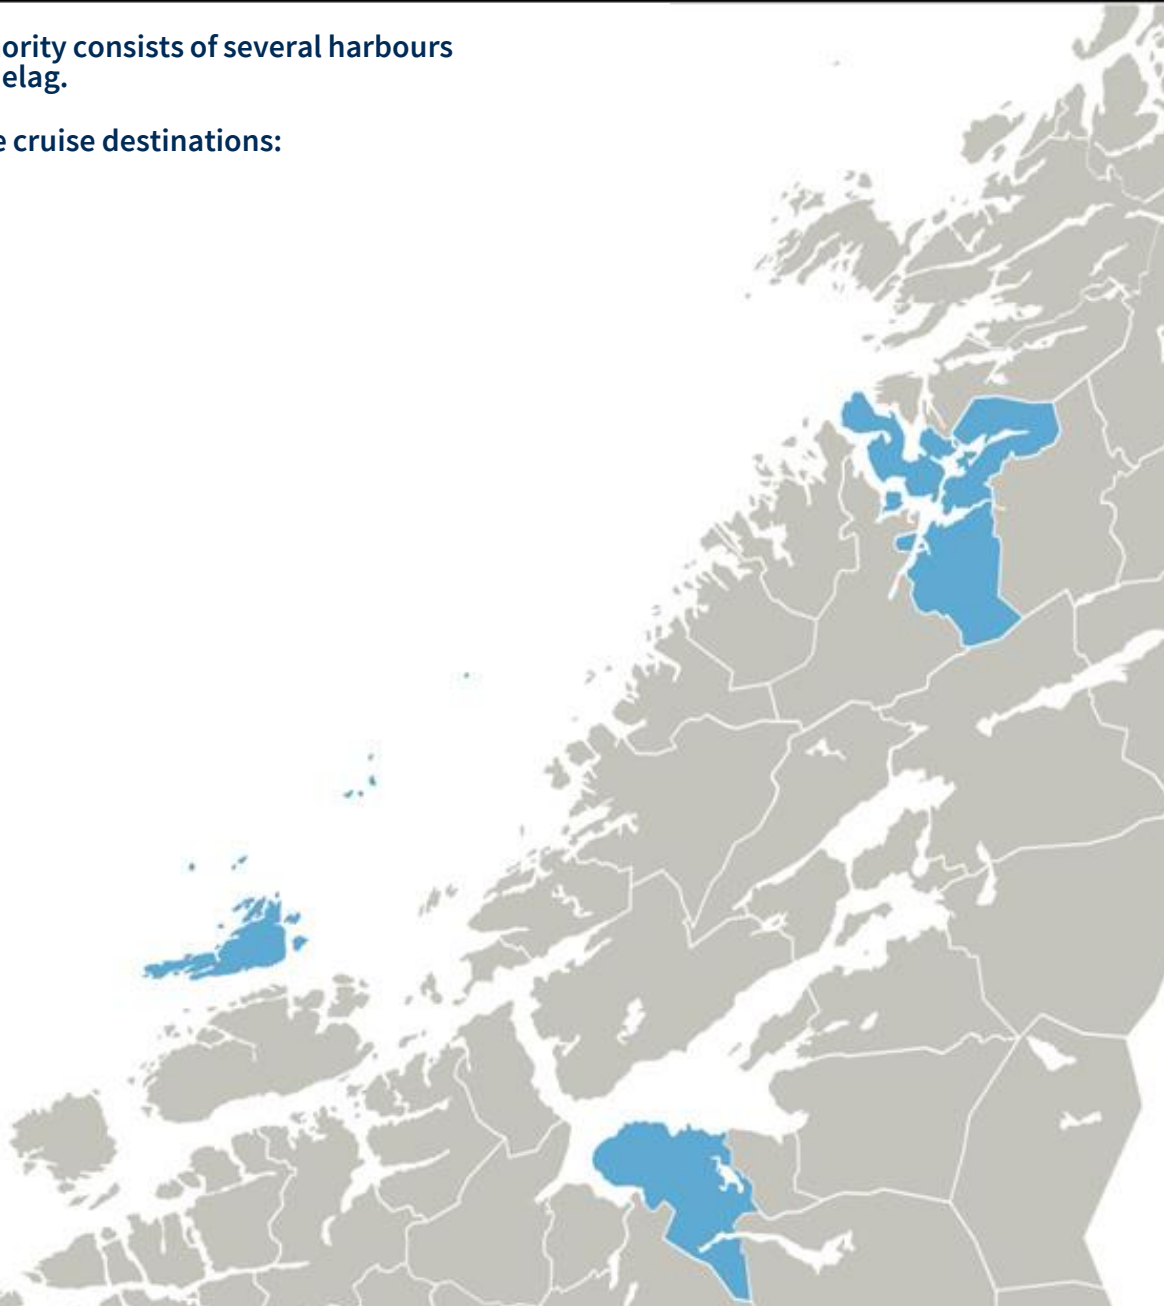 ority consists of several harbours
elag.
e cruise destinations: